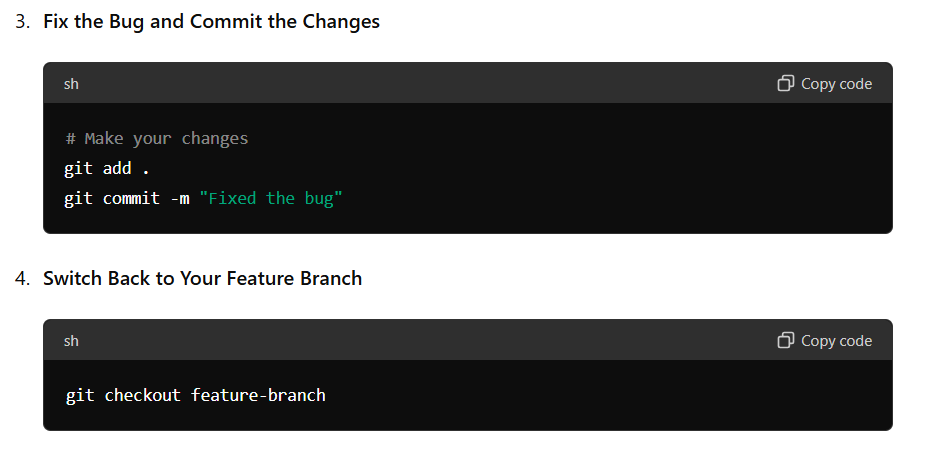 3. Fix the Bug and Commit the Changes
sh
Copy code
# Make your changes
git add .
git commit -m "Fixed the bug"
4. Switch Back to Your Feature Branch
sh
Copy code
git checkout feature-branch